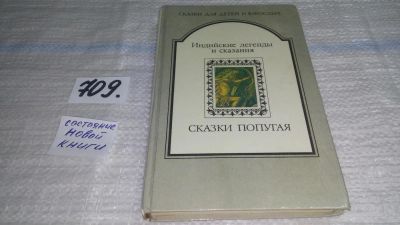 СКАЗКИ ДЛЯ ДЕТЕЙ И ВЗРОСЛЫХ
Индийские легенды
и сказания
СКАЗКИ ПОПУГАЯ
709.
состояние
новой
книги